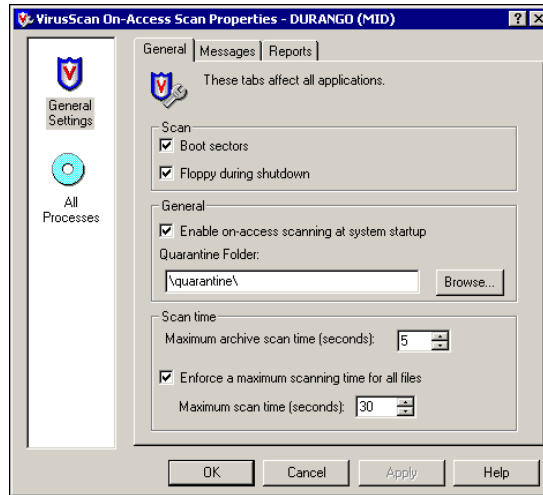 VirusScan On-Access Scan Properties - DURANGO (MID)
General
Settings
All
Processes
General
Messages
Reports
These tabs affect all applications.
Scan
Boot sectors
Floppy during shutdown
General
Enable on-access scanning at system startup
Quarantine Folder:
\quarantine\
Browse...
Scan time
Maximum archive scan time (seconds):
5
Enforce a maximum scanning time for all files
Maximum scan time (seconds):
30
OK
Cancel
Apply
Help